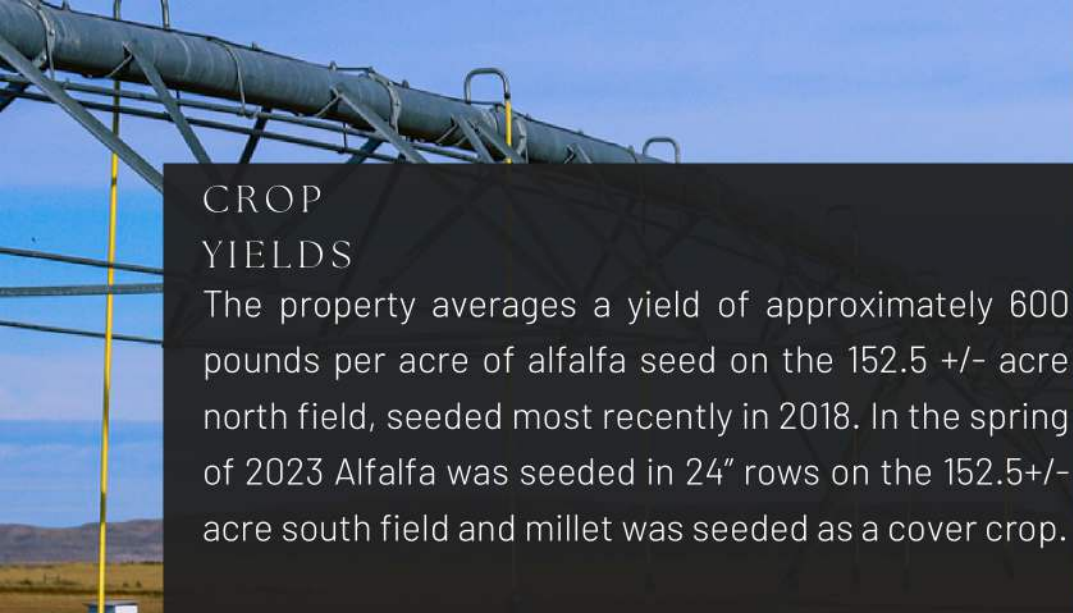 CROP
YIELDS
The property averages a yield of approximately 600
pounds per acre of alfalfa seed on the 152.5 +/- acre
north field, seeded most recently in 2018. In the spring
of 2023 Alfalfa was seeded in 24″ rows on the 152.5+/-
acre south field and millet was seeded as a cover crop.